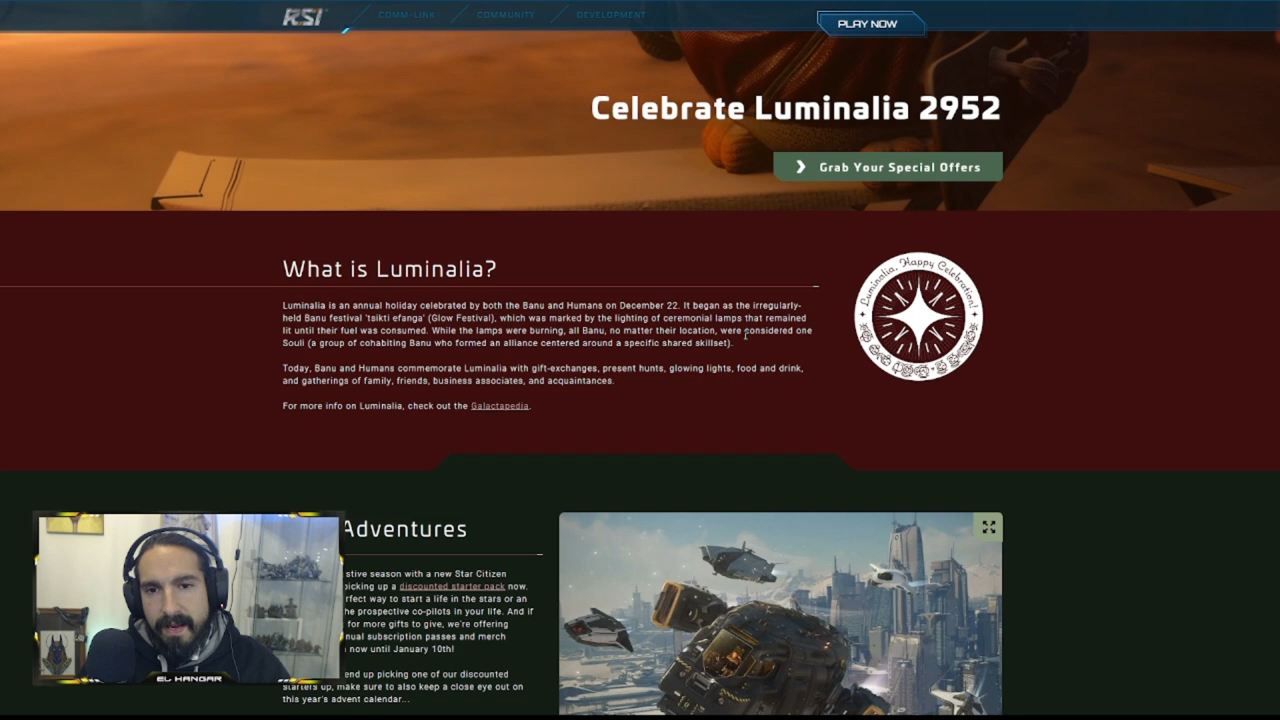 RSI
COMM-LINK
COMMUNITY
DEVELOPMENT
PLAY NOW
Celebrate Luminalia 2952
Grab Your Special Offers
What is Luminalia?
Luminalia is an annual holiday celebrated by both the Banu and Humans on December 22. It began as the irregularly-
held Banu festival 'tsikti efanga' (Glow Festival), which was marked by the lighting of ceremonial lamps that remained
lit until their fuel was consumed. While the lamps were burning, all Banu, no matter their location, were considered one
Souli (a group of cohabiting Banu who formed an alliance centered around a specific shared skillset).
Today, Banu and Humans commemorate Luminalia with gift-exchanges, present hunts, glowing lights, food and drink,
and gatherings of family, friends, business associates, and acquaintances.
For more info on Luminalia, check out the Galactapedia.
Luminalia, Happy Celebration!
Adventures
stive season with a new Star Citizen
picking up a discounted starter pack now.
rfect way to start a life in the stars or an
he prospective co-pilots in your life. And if
for more gifts to give, we're offering
nual subscription passes and merch
now until January 10th!
end up picking one of our discounted
starters up, make sure to also keep a close eye out on
this year's advent calendar...
EL HANGAR